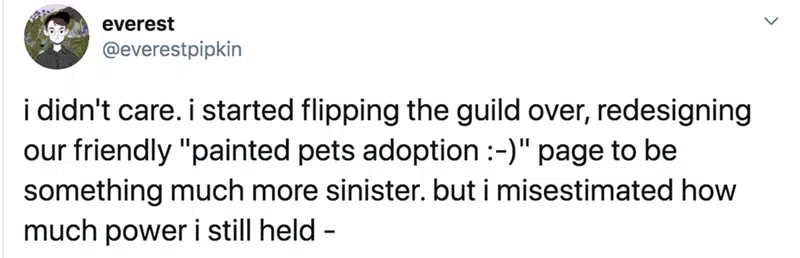 everest
@everestpipkin
i didn't care. i started flipping the guild over, redesigning
our friendly "painted pets adoption :-)" page to be
something much more sinister. but i misestimated how
much power i still held -